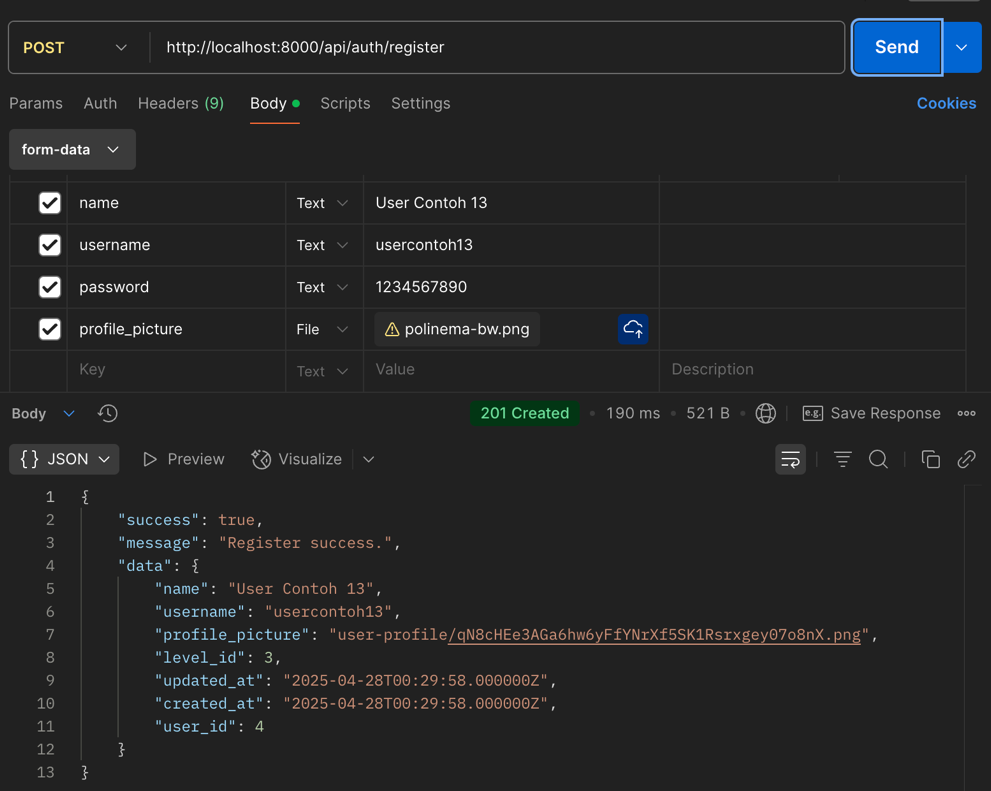 POST http://localhost:8000/api/auth/register Send
Params Auth Headers (9) Body Scripts Settings Cookies
form-data
name Text User Contoh 13
username Text usercontoh13
password Text 1234567890
profile_picture File polinema-bw.png
Key Text Value Description
Body 201 Created 190 ms 521 B e.g. Save Response
{} JSON Preview Visualize
1 {
2 "success": true,
3 "message": "Register success.",
4 "data": {
5 "name": "User Contoh 13",
6 "username": "usercontoh13",
7 "profile_picture": "user-profile/qN8cHEe3AGa6hw6yFfYNrXf5SK1Rsrxgey07o8nX.png",
8 "level_id": 3,
9 "updated_at": "2025-04-28T00:29:58.000000Z",
10 "created_at": "2025-04-28T00:29:58.000000Z",
11 "user_id": 4
12 }
13 }